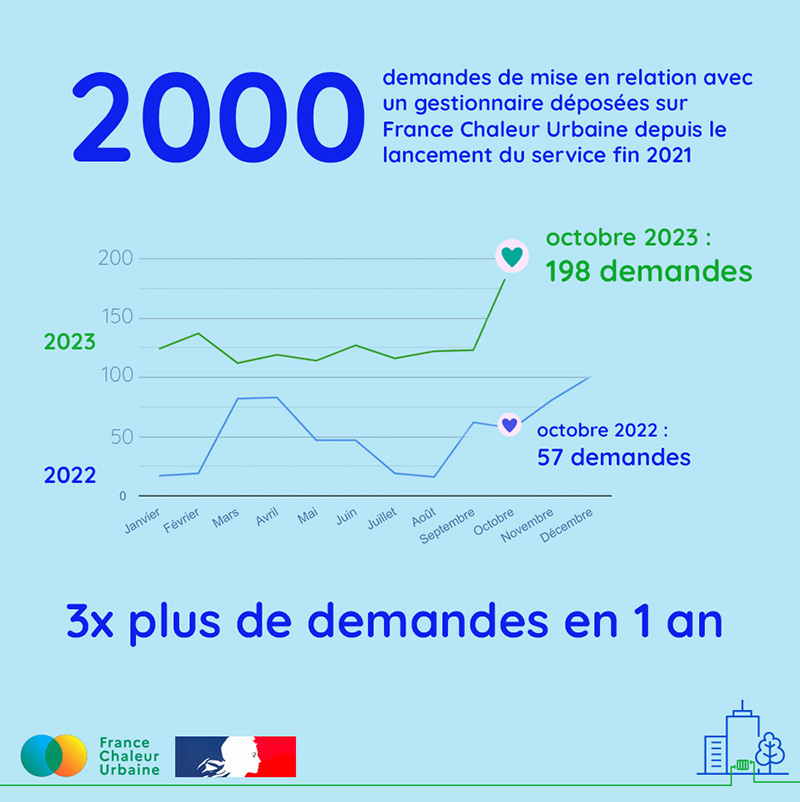 2000
demandes de mise en relation avec
un gestionnaire déposées sur
France Chaleur Urbaine depuis le
lancement du service fin 2021
octobre 2023 :
198 demandes
200
150
2023
100
50
octobre 2022 :
57 demandes
2022
0
Janvier
Février
Mars
Avril
Mai
Juin
Juillet
Août
Septembre
Octobre
Novembre
Décembre
3x plus de demandes en 1 an
France
Chaleur
Urbaine